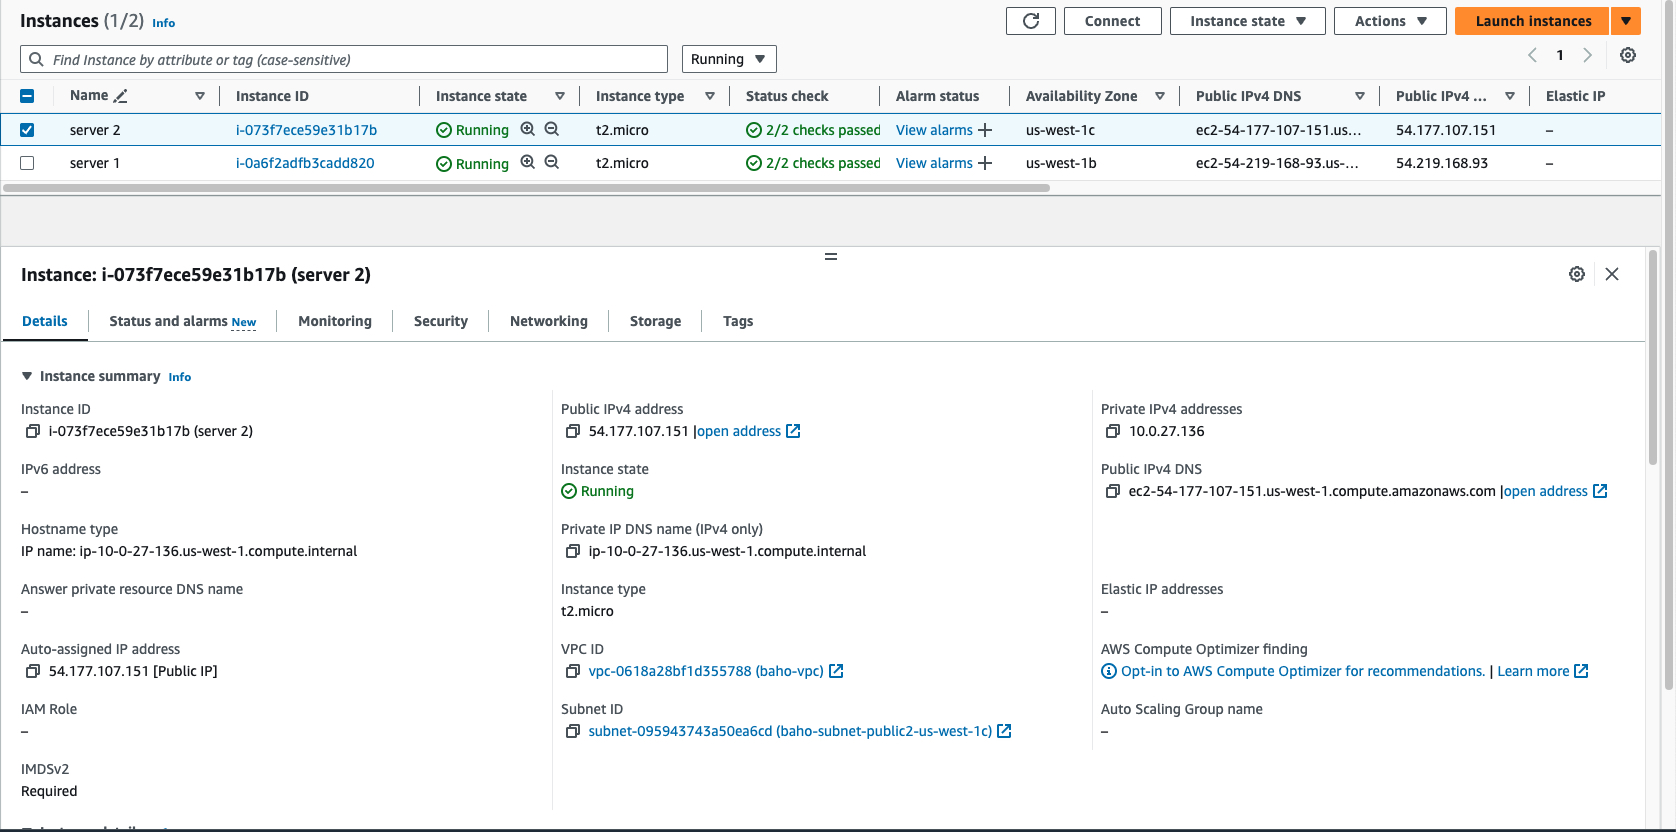 Instances (1/2) Info
Connect
Instance state
Actions
Launch instances
Find Instance by attribute or tag (case-sensitive)
Running
1
Name Instance ID Instance state Instance type Status check Alarm status Availability Zone Public IPv4 DNS Public IPv4 ... Elastic IP
server 2 i-073f7ece59e31b17b Running t2.micro 2/2 checks passed View alarms us-west-1c ec2-54-177-107-151.us... 54.177.107.151 –
server 1 i-0a6f2adfb3cadd820 Running t2.micro 2/2 checks passed View alarms us-west-1b ec2-54-219-168-93.us-... 54.219.168.93 –
Instance: i-073f7ece59e31b17b (server 2)
Details Status and alarms New Monitoring Security Networking Storage Tags
Instance summary Info
Instance ID
i-073f7ece59e31b17b (server 2)
Public IPv4 address
54.177.107.151 |open address
Private IPv4 addresses
10.0.27.136
IPv6 address
–
Instance state
Running
Public IPv4 DNS
ec2-54-177-107-151.us-west-1.compute.amazonaws.com |open address
Hostname type
IP name: ip-10-0-27-136.us-west-1.compute.internal
Private IP DNS name (IPv4 only)
ip-10-0-27-136.us-west-1.compute.internal
Answer private resource DNS name
–
Instance type
t2.micro
Elastic IP addresses
–
Auto-assigned IP address
54.177.107.151 [Public IP]
VPC ID
vpc-0618a28bf1d355788 (baho-vpc)
AWS Compute Optimizer finding
Opt-in to AWS Compute Optimizer for recommendations. | Learn more
IAM Role
–
Subnet ID
subnet-095943743a50ea6cd (baho-subnet-public2-us-west-1c)
Auto Scaling Group name
–
IMDSv2
Required